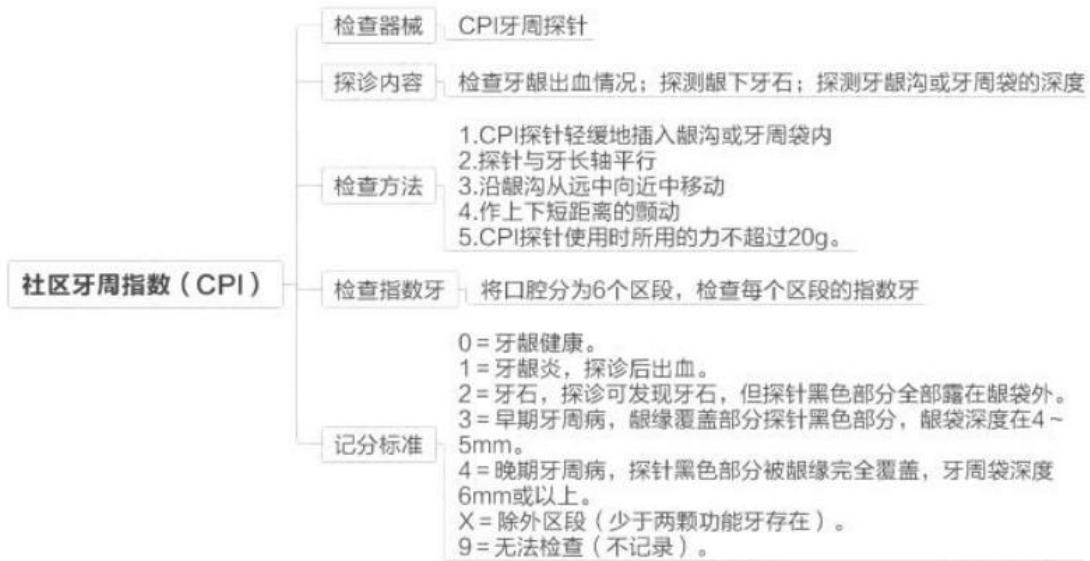 社区牙周指数（CPI）
检查器械
CPI牙周探针
探诊内容
检查牙龈出血情况；探测龈下牙石；探测牙龈沟或牙周袋的深度
检查方法
1.CPI探针轻缓地插入龈沟或牙周袋内
2.探针与牙长轴平行
3.沿龈沟从远中向近中移动
4.作上下短距离的颤动
5.CPI探针使用时所用的力不超过20g。
检查指数牙
将口腔分为6个区段，检查每个区段的指数牙
记分标准
0＝牙龈健康。
1＝牙龈炎，探诊后出血。
2＝牙石，探诊可发现牙石，但探针黑色部分全部露在龈袋外。
3＝早期牙周病，龈缘覆盖部分探针黑色部分，龈袋深度在4～
5mm。
4＝晚期牙周病，探针黑色部分被龈缘完全覆盖，牙周袋深度
6mm或以上。
X＝除外区段（少于两颗功能牙存在）。
9＝无法检查（不记录）。